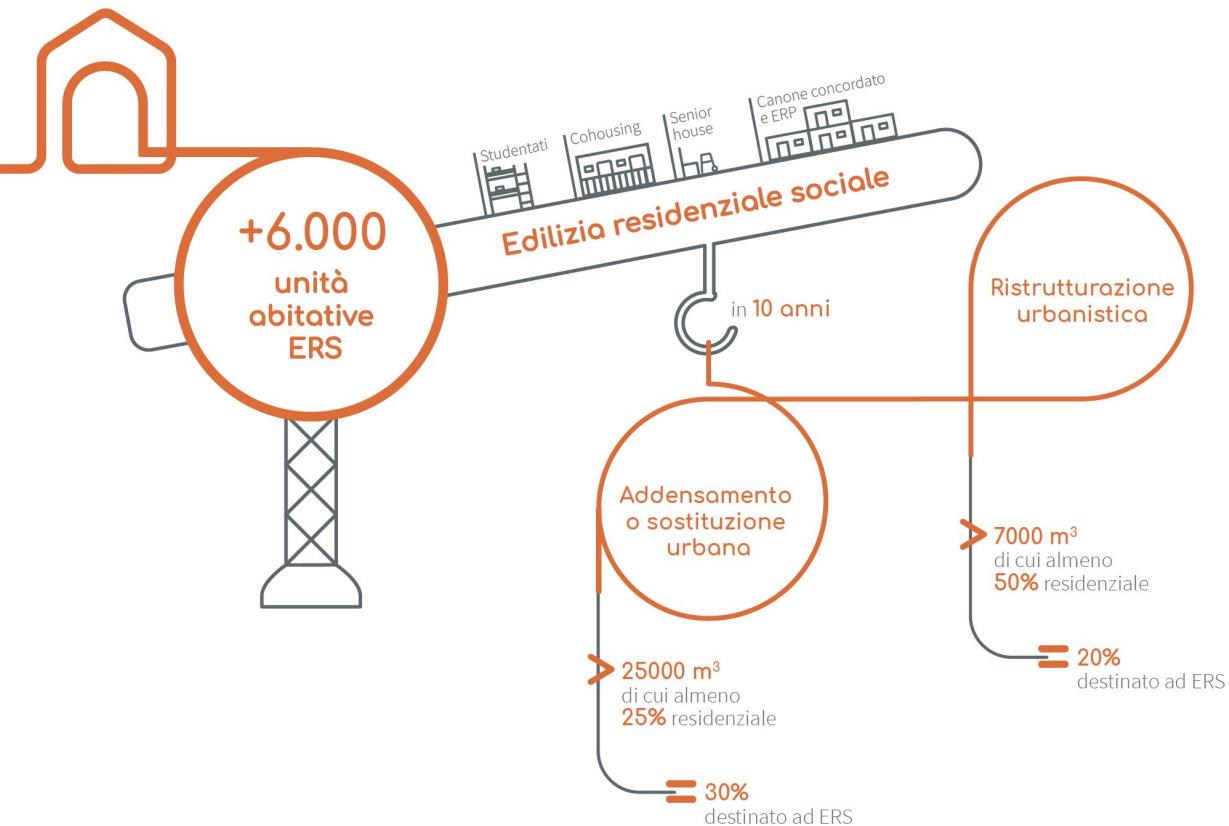 Studentati
Cohousing
Senior
house
Canone concordato
e ERP
Edilizia residenziale sociale
+6.000
unità
abitative
ERS
in 10 anni
Ristrutturazione
urbanistica
> 7000 m³
di cui almeno
50% residenziale
= 20%
destinato ad ERS
Addensamento
o sostituzione
urbana
> 25000 m³
di cui almeno
25% residenziale
= 30%
destinato ad ERS